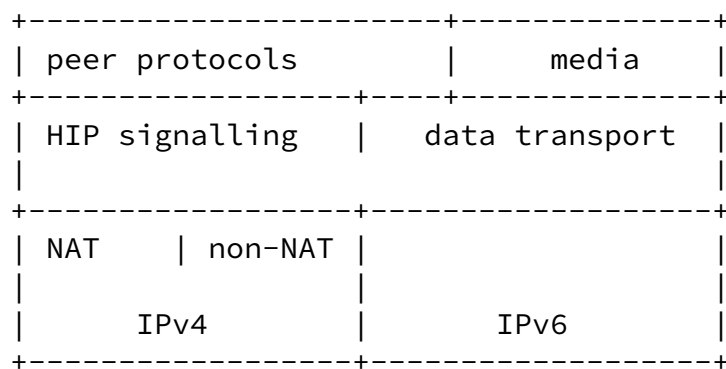 peer protocols | media
HIP signalling | data transport
NAT | non-NAT
IPv4 | IPv6